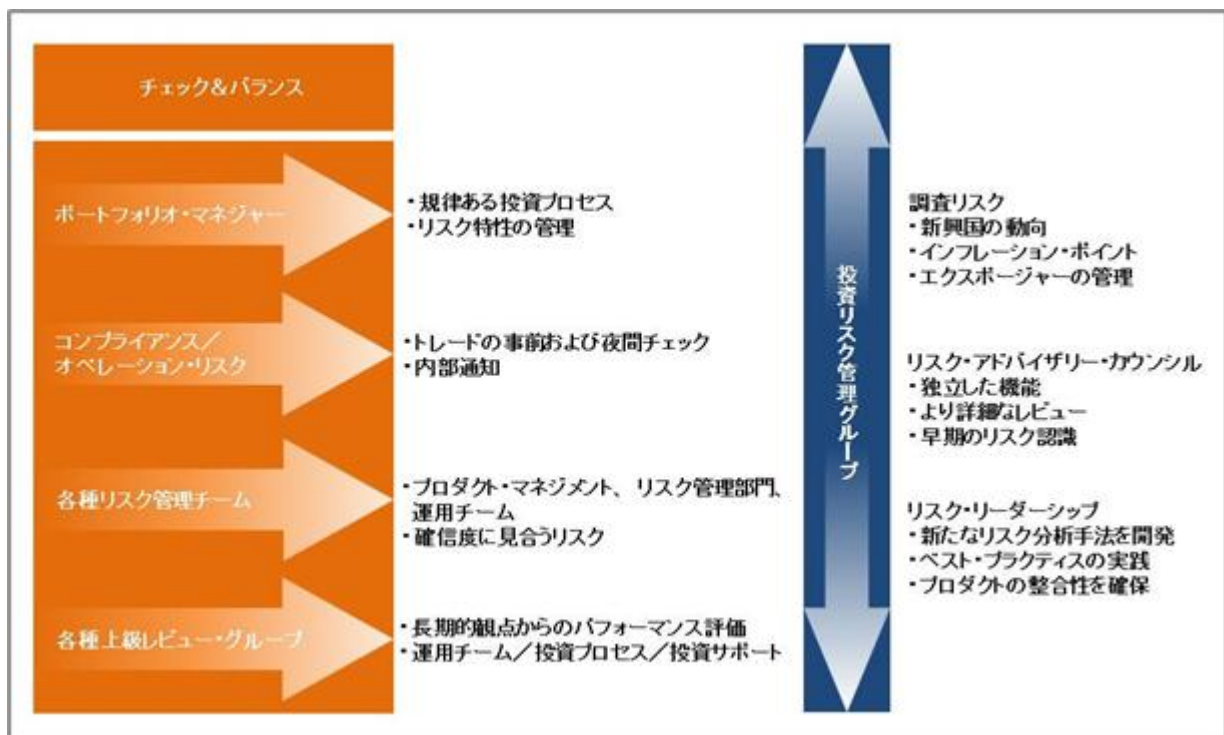 チェック&バランス
ポートフォリオ・マネジャー
・規律ある投資プロセス
・リスク特性の管理
コンプライアンス／
オペレーション・リスク
・トレードの事前および夜間チェック
・内部通知
各種リスク管理チーム
・プロダクト・マネジメント、リスク管理部門、
運用チーム
・確信度に見合うリスク
各種上級レビュー・グループ
・長期的観点からのパフォーマンス評価
・運用チーム／投資プロセス／投資サポート
投資リスク管理グループ
調査リスク
・新興国の動向
・インフレーション・ポイント
・エクスポージャーの管理
リスク・アドバイザリー・カウンシル
・独立した機能
・より詳細なレビュー
・早期のリスク認識
リスク・リーダーシップ
・新たなリスク分析手法を開発
・ベスト・プラクティスの実践
・プロダクトの整合性を確保